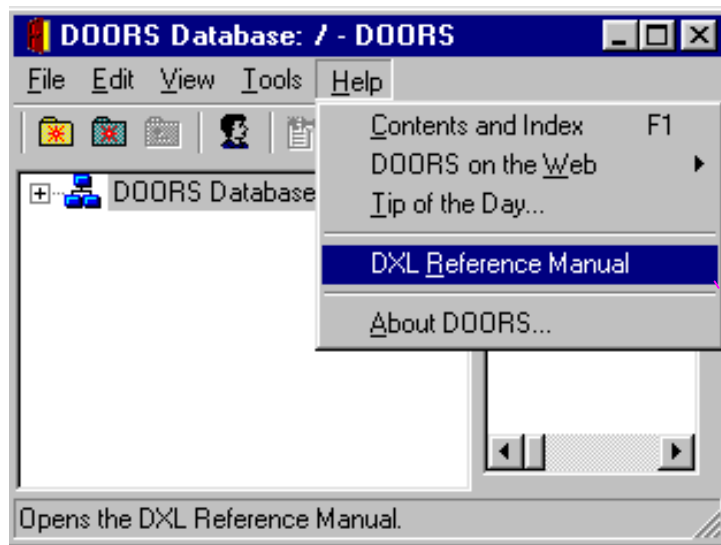 DOORS Database: / - DOORS
File Edit View Tools Help
Contents and Index F1
DOORS on the Web
Tip of the Day...
DXL Reference Manual
About DOORS...
DOORS Database
Opens the DXL Reference Manual.